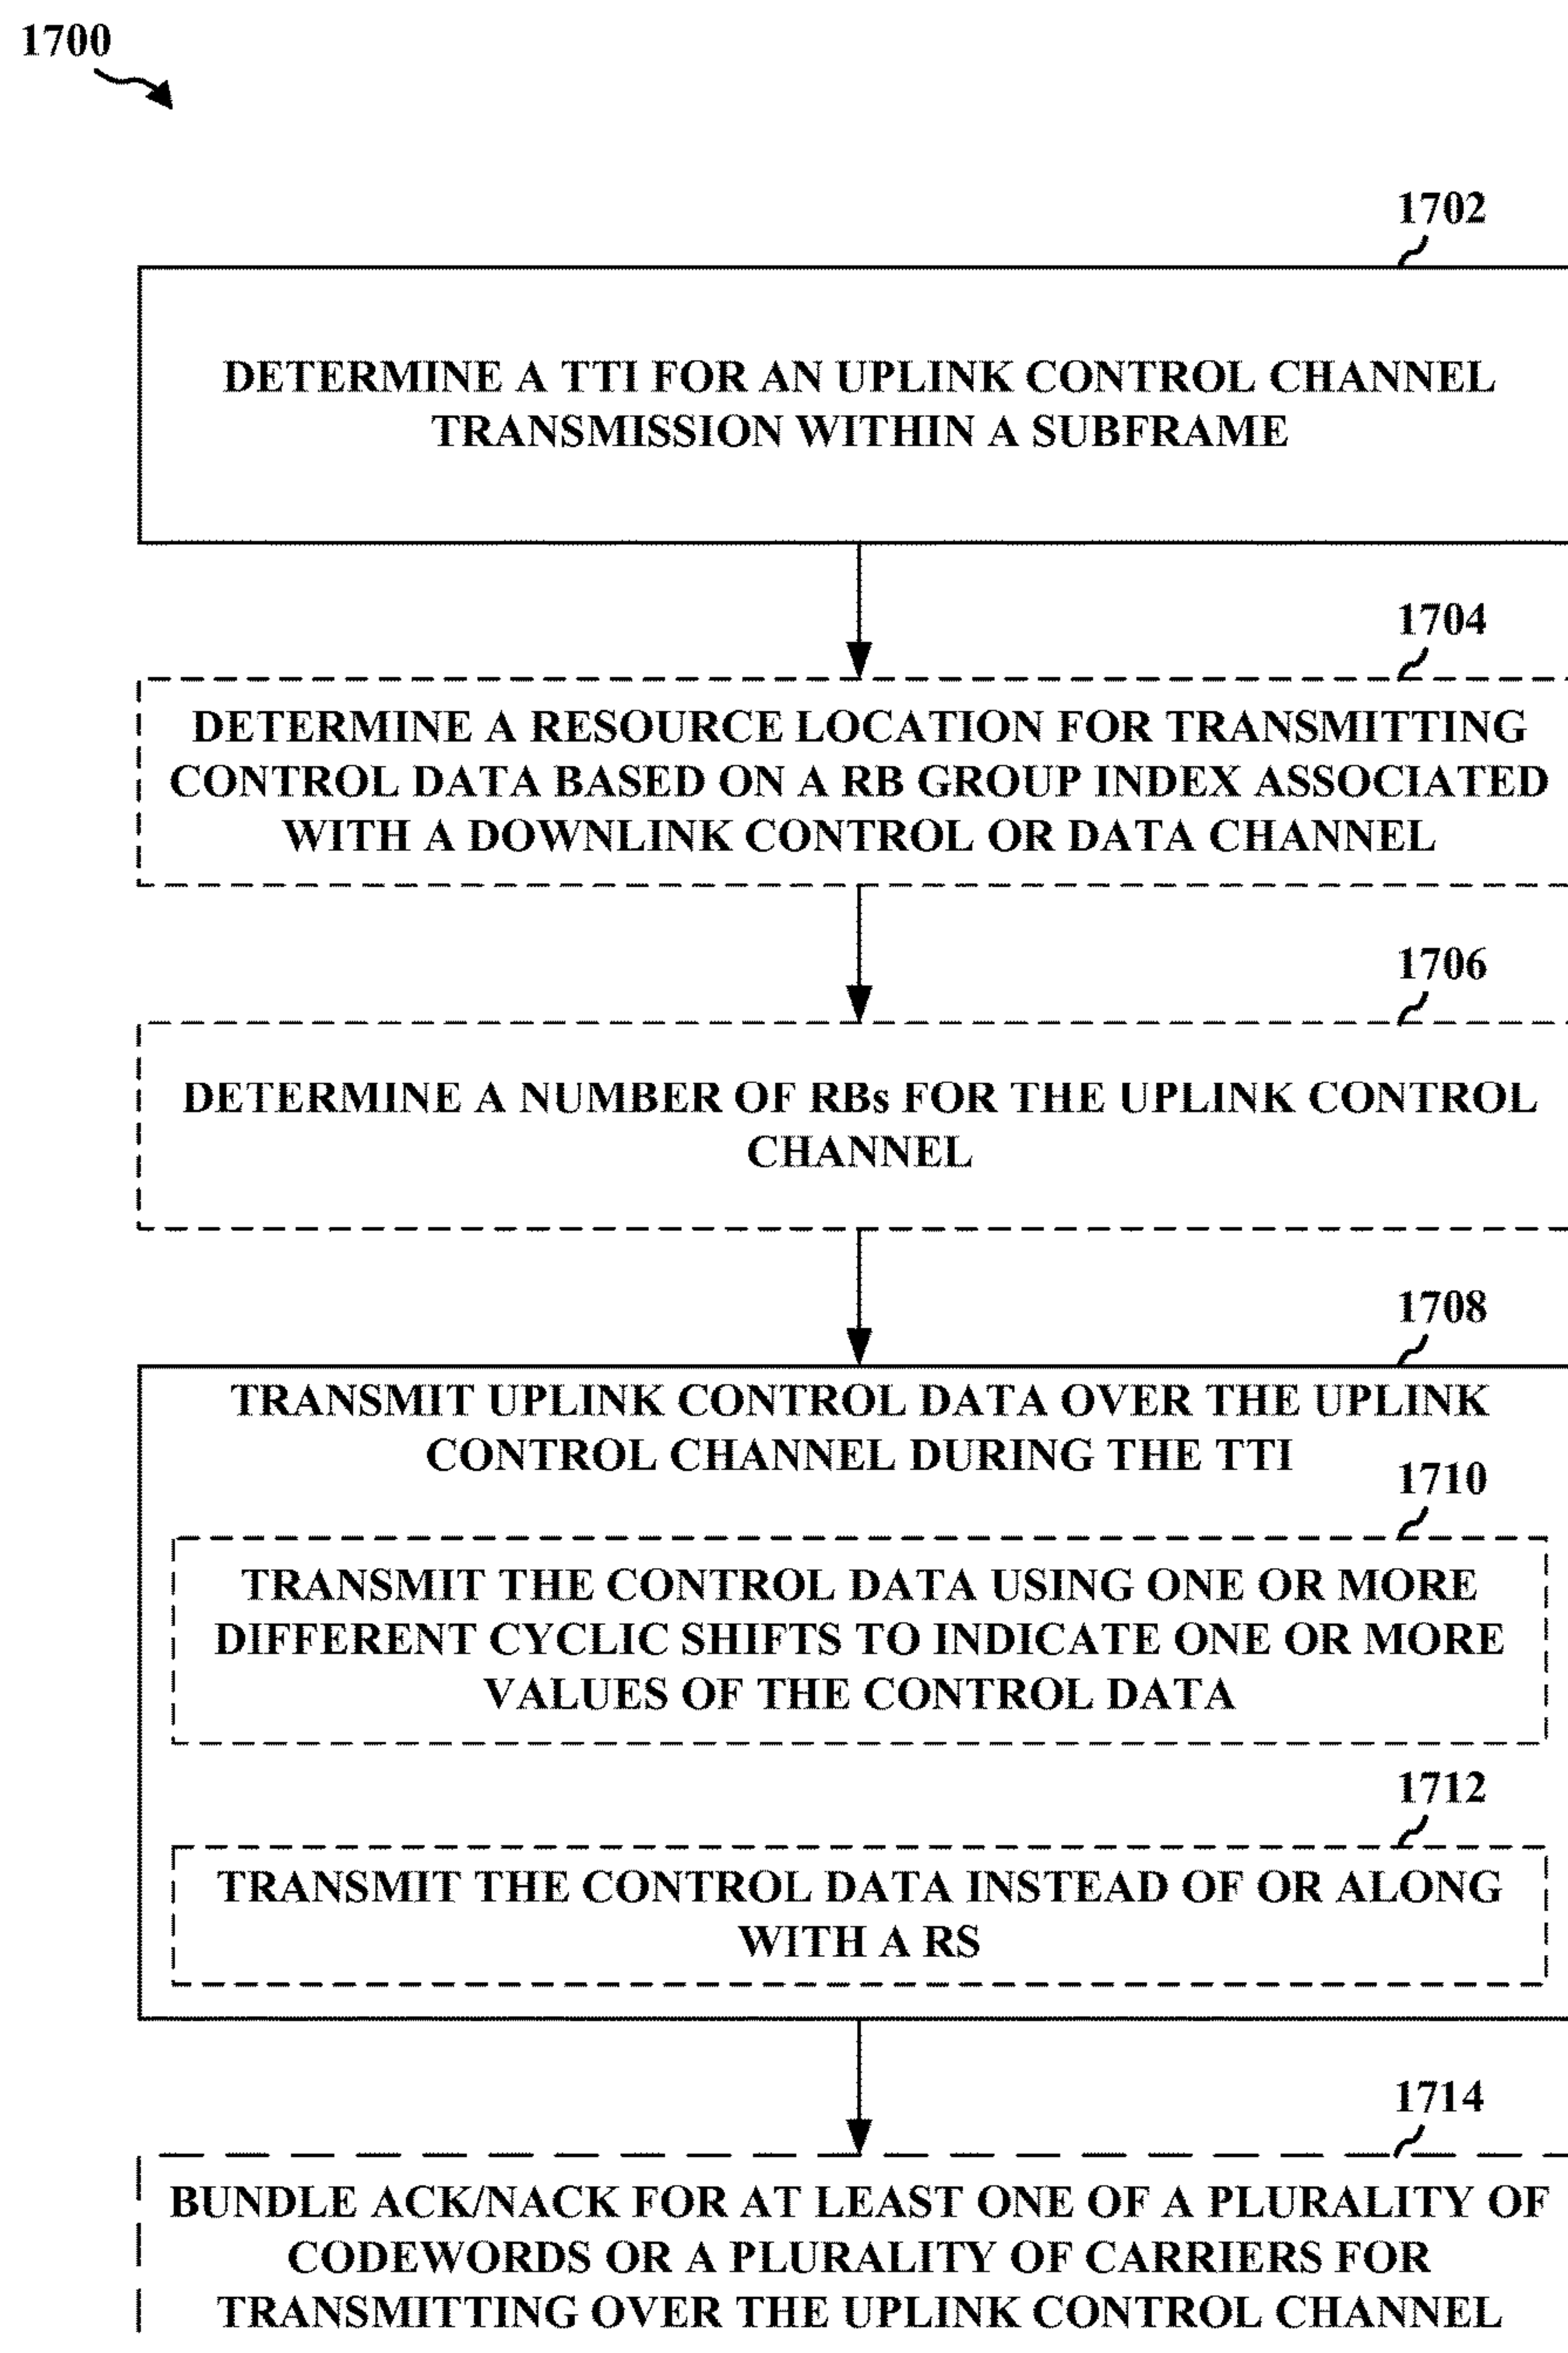 1700
1702
DETERMINE A TTI FOR AN UPLINK CONTROL CHANNEL
TRANSMISSION WITHIN A SUBFRAME
1704
DETERMINE A RESOURCE LOCATION FOR TRANSMITTING
CONTROL DATA BASED ON A RB GROUP INDEX ASSOCIATED
WITH A DOWNLINK CONTROL OR DATA CHANNEL
1706
DETERMINE A NUMBER OF RBs FOR THE UPLINK CONTROL
CHANNEL
1708
TRANSMIT UPLINK CONTROL DATA OVER THE UPLINK
CONTROL CHANNEL DURING THE TTI
1710
TRANSMIT THE CONTROL DATA USING ONE OR MORE
DIFFERENT CYCLIC SHIFTS TO INDICATE ONE OR MORE
VALUES OF THE CONTROL DATA
1712
TRANSMIT THE CONTROL DATA INSTEAD OF OR ALONG
WITH A RS
1714
BUNDLE ACK/NACK FOR AT LEAST ONE OF A PLURALITY OF
CODEWORDS OR A PLURALITY OF CARRIERS FOR
TRANSMITTING OVER THE UPLINK CONTROL CHANNEL